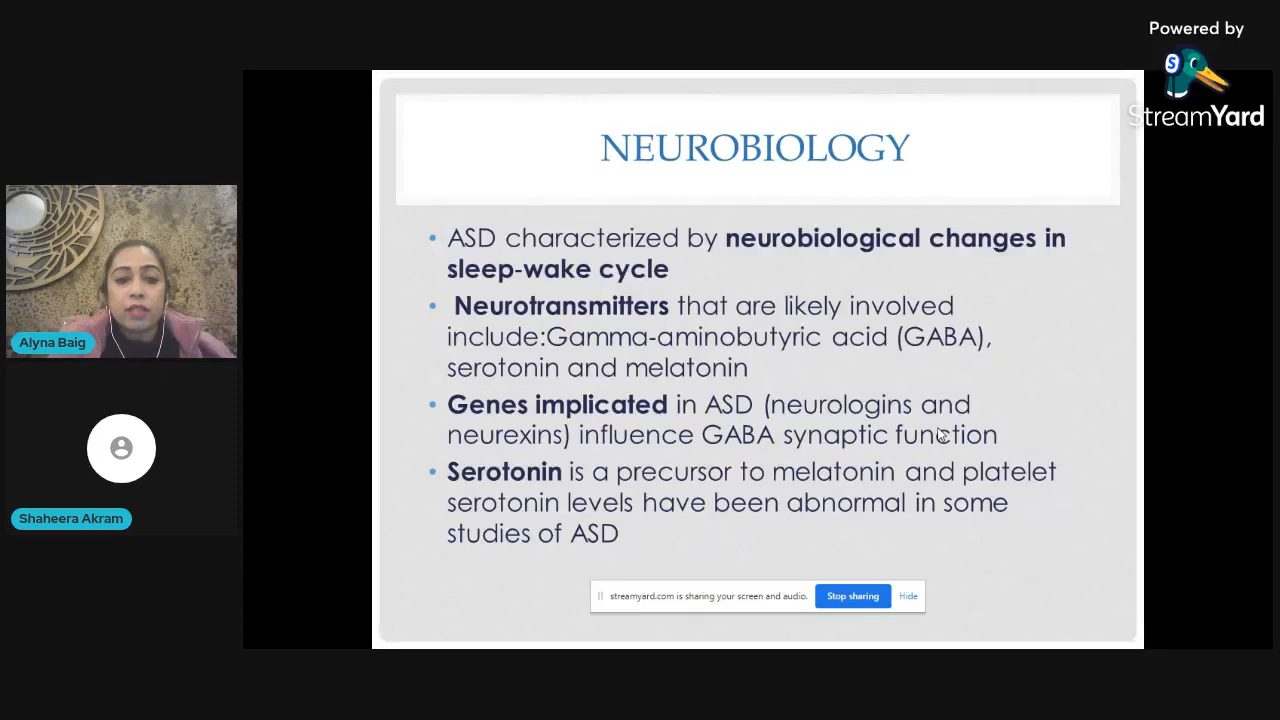 Powered by
StreamYard
NEUROBIOLOGY
• ASD characterized by neurobiological changes in
sleep-wake cycle
• Neurotransmitters that are likely involved
include:Gamma-aminobutyric acid (GABA),
serotonin and melatonin
• Genes implicated in ASD (neurologins and
neurexins) influence GABA synaptic function
• Serotonin is a precursor to melatonin and platelet
serotonin levels have been abnormal in some
studies of ASD
streamyard.com is sharing your screen and audio. Stop sharing Hide
Alyna Baig
Shaheera Akram